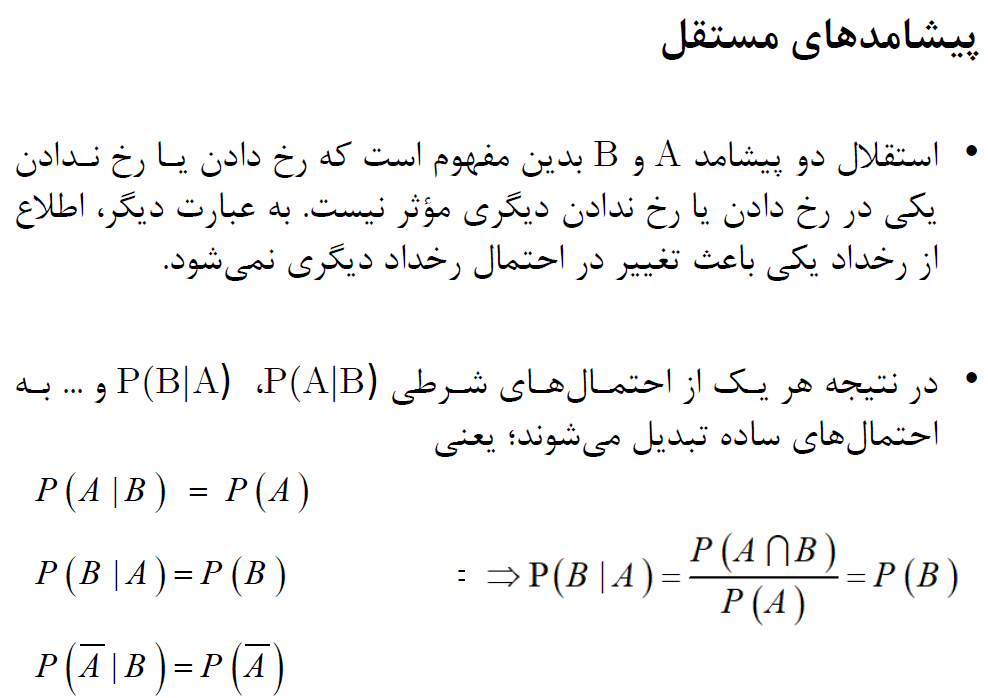 پیشامدهای مستقل
• استقلال دو پیشامد A و B بدین مفهوم است که رخ دادن یا رخ ندادن
یکی در رخ دادن یا رخ ندادن دیگری مؤثر نیست. به عبارت دیگر، اطلاع
از رخداد یکی باعث تغییر در احتمال رخداد دیگری نمی‌شود.
• در نتیجه هر یک از احتمال‌های شرطی P(A|B)، P(B|A) و ... به
احتمال‌های ساده تبدیل می‌شوند؛ یعنی
P(A|B) = P(A)
P(B|A) = P(B) = ⇒ P(B|A) = P(A⋂B) / P(A) = P(B)
P(A̅|B) = P(A̅)